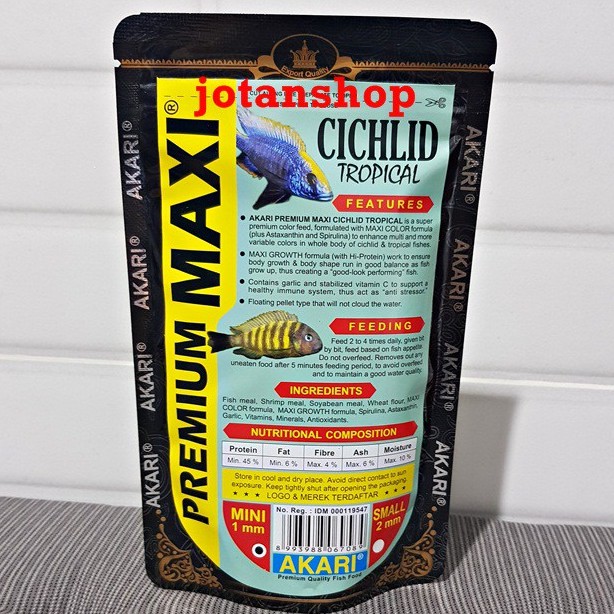 Export Quality
jotanshop
PREMIUM MAXI®
CICHLID
TROPICAL
FEATURES
AKARI PREMIUM MAXI CICHLID TROPICAL is a super
premium color feed, formulated with MAXI COLOR formula
(plus Astaxanthin and Spirulina) to enhance multi and more
variable colors in whole body of cichlid & tropical fishes.
MAXI GROWTH formula (with Hi-Protein) work to ensure
body growth & body shape run in good balance as fish
grow up, thus creating a "good-look performing" fish.
Contains garlic and stabilized vitamin C to support a
healthy immune system, thus act as "anti stressor."
Floating pellet type that will not cloud the water.
FEEDING
Feed 2 to 4 times daily, given bit
by bit, feed based on fish appetite.
Do not overfeed. Removes out any
uneaten food after 5 minutes feeding period, to avoid overfeed
and to maintain a good water quality.
INGREDIENTS
Fish meal, Shrimp meal, Soyabean meal, Wheat flour, MAXI
COLOR formula, MAXI GROWTH formula, Spirulina, Astaxanthin,
Garlic, Vitamins, Minerals, Antioxidants.
NUTRITIONAL COMPOSITION
Protein Fat Fibre Ash Moisture
Min. 45 % Min. 6 % Max. 4 % Max. 6 % Max. 10 %
Store in cool and dry place. Avoid direct contact to sun
exposure. Keep tightly shut after opening the packaging.
LOGO & MEREK TERDAFTAR
MINI
1 mm
No. Reg. : IDM 000119547
8 993988 067089
SMALL
2 mm
AKARI®
Premium Quality Fish Food
AKARI®
AKARI®
AKARI®
AKARI®
AKARI®
AKARI®
AKARI®
AKARI®